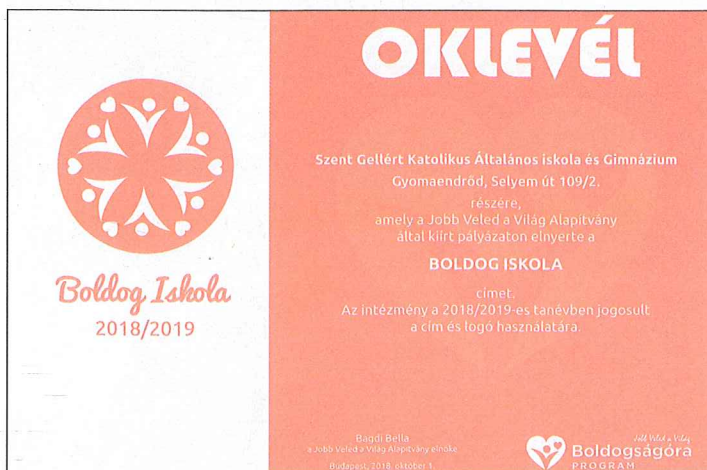 OKLEVÉL
Boldog Iskola
2018/2019
Szent Gellért Katolikus Általános iskola és Gimnázium
Gyomaendrőd, Selyem út 109/2.
részére,
amely a Jobb Veled a Világ Alapítvány
által kiírt pályázaton elnyerte a
BOLDOG ISKOLA
címet.
Az intézmény a 2018/2019-es tanévben jogosult
a cím és logó használatára.
Bagdi Bella
a Jobb Veled a Világ Alapítvány elnöke
Budapest, 2018. október 1.
Jobb Veled a Világ
Boldogságóra
PROGRAM